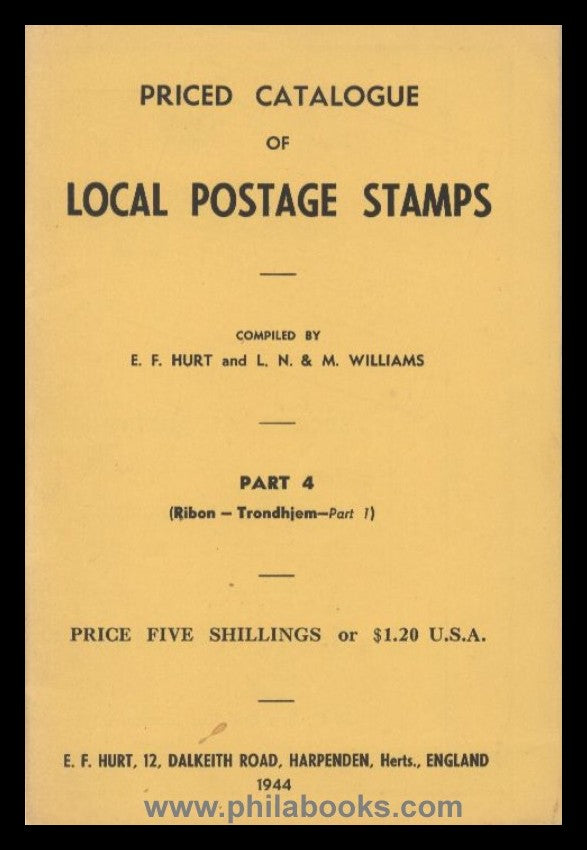 PRICED CATALOGUE
OF
LOCAL POSTAGE STAMPS
COMPILED BY
E. F. HURT and L. N. & M. WILLIAMS
PART 4
(Ribon — Trondhjem—Part 1)
PRICE FIVE SHILLINGS or $1.20 U.S.A.
E. F. HURT, 12, DALKEITH ROAD, HARPENDEN, Herts., ENGLAND
1944
www.philabooks.com